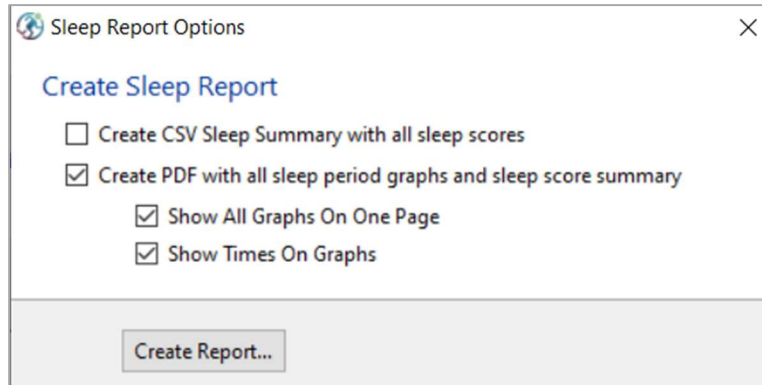 Sleep Report Options
Create Sleep Report
Create CSV Sleep Summary with all sleep scores
Create PDF with all sleep period graphs and sleep score summary
Show All Graphs On One Page
Show Times On Graphs
Create Report...